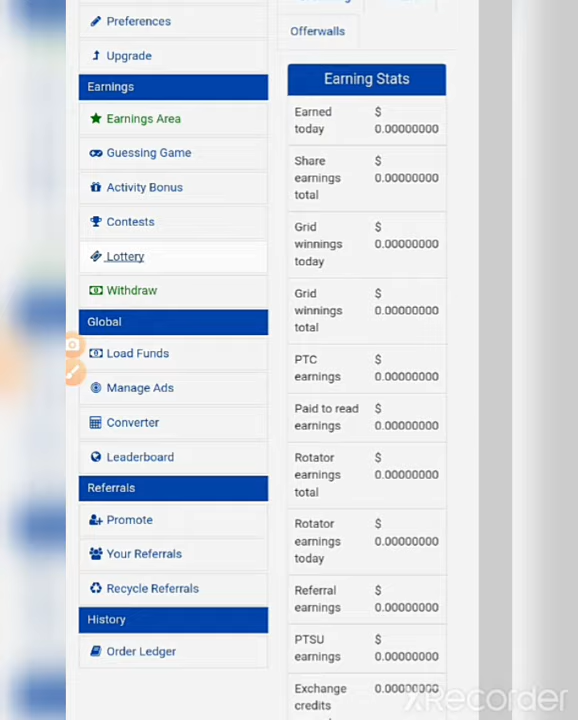 Preferences
Upgrade
Earnings
Earnings Area
Guessing Game
Activity Bonus
Contests
Lottery
Withdraw
Global
Load Funds
Manage Ads
Converter
Leaderboard
Referrals
Promote
Your Referrals
Recycle Referrals
History
Order Ledger
Offerwalls
Earning Stats
Earned $
today 0.00000000
Share $
earnings 0.00000000
total
Grid $
winnings 0.00000000
today
Grid $
winnings 0.00000000
total
PTC $
earnings 0.00000000
Paid to read $
earnings 0.00000000
Rotator $
earnings 0.00000000
total
Rotator $
earnings 0.00000000
today
Referral $
earnings 0.00000000
PTSU $
earnings 0.00000000
Exchange 0.00000000
credits
XRecorder